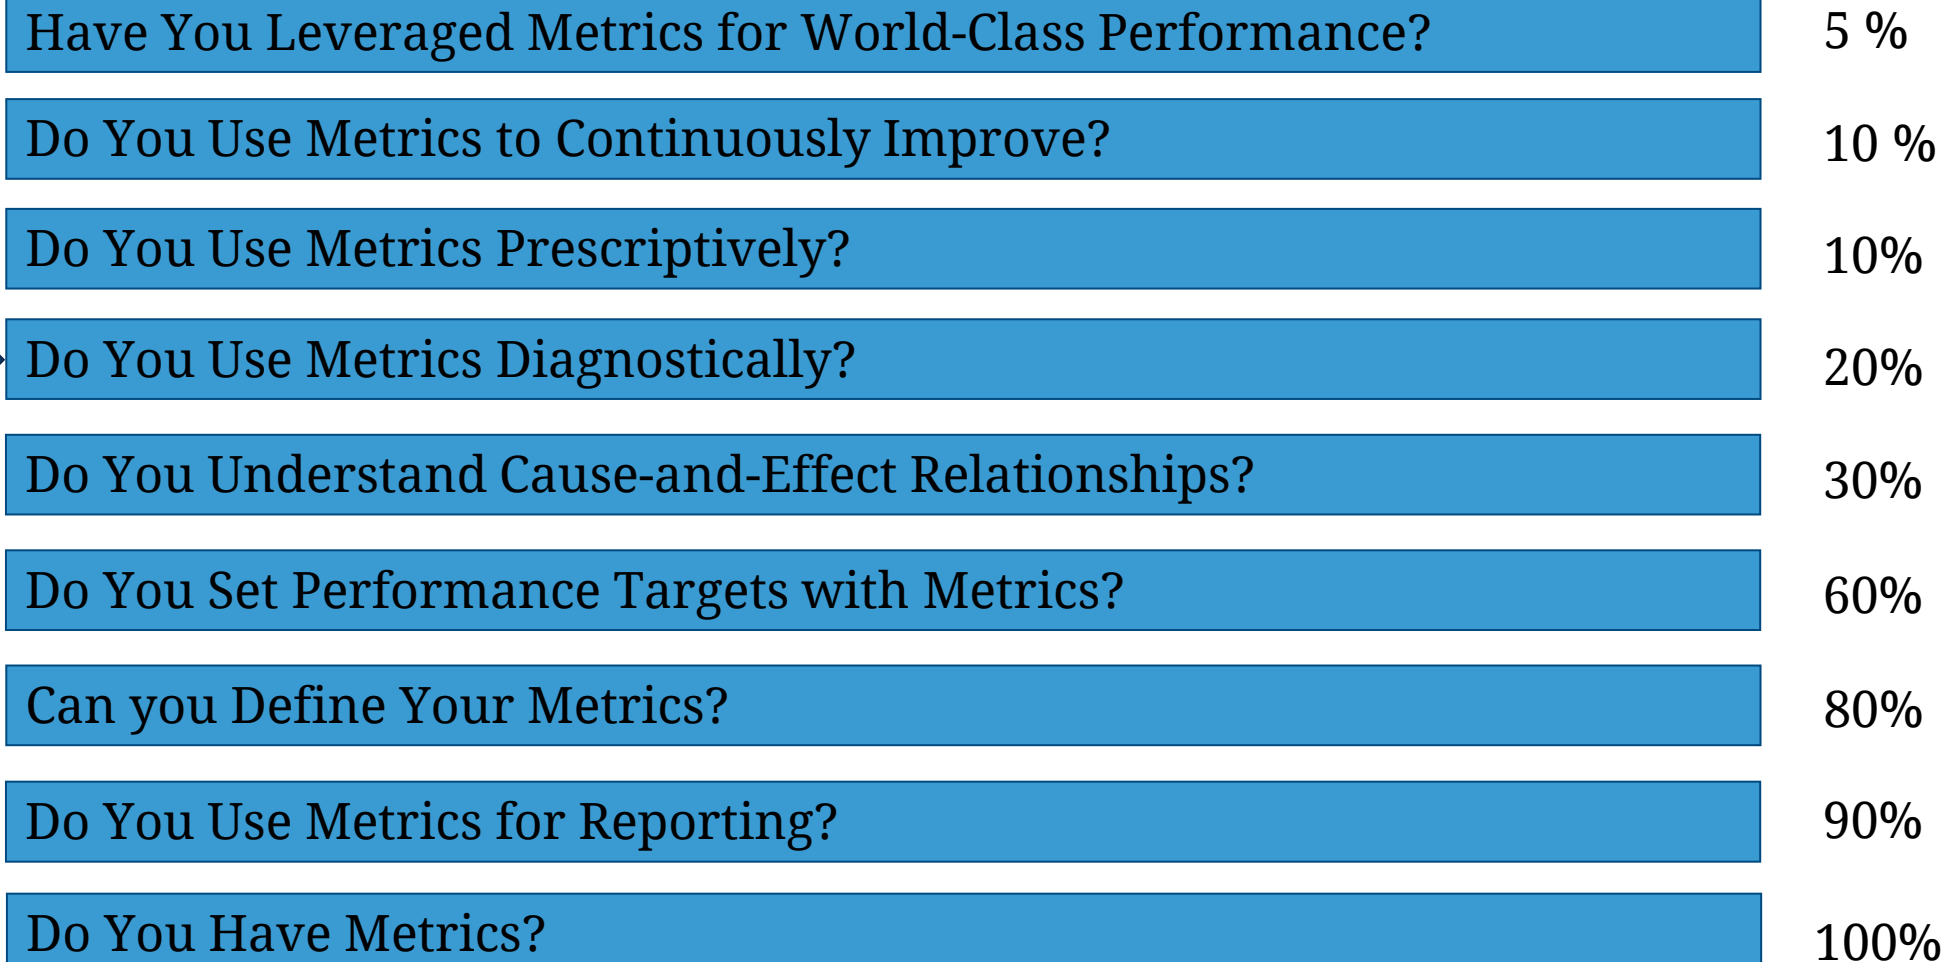 Have You Leveraged Metrics for World-Class Performance? 5 %
Do You Use Metrics to Continuously Improve? 10 %
Do You Use Metrics Prescriptively? 10%
Do You Use Metrics Diagnostically? 20%
Do You Understand Cause-and-Effect Relationships? 30%
Do You Set Performance Targets with Metrics? 60%
Can you Define Your Metrics? 80%
Do You Use Metrics for Reporting? 90%
Do You Have Metrics? 100%